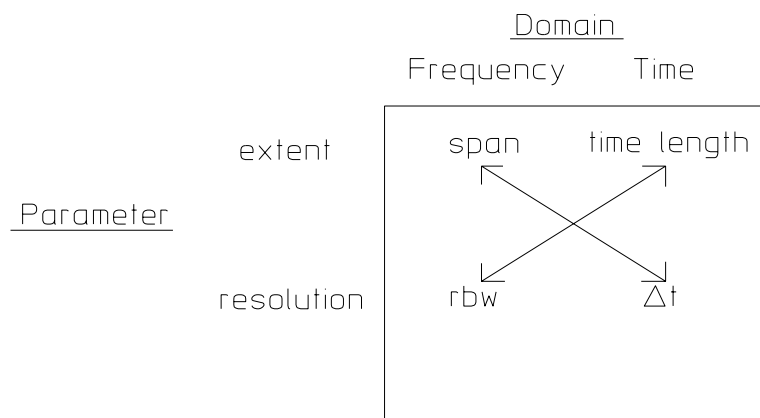 Domain
Frequency Time
extent span time length
Parameter
resolution rbw Δt